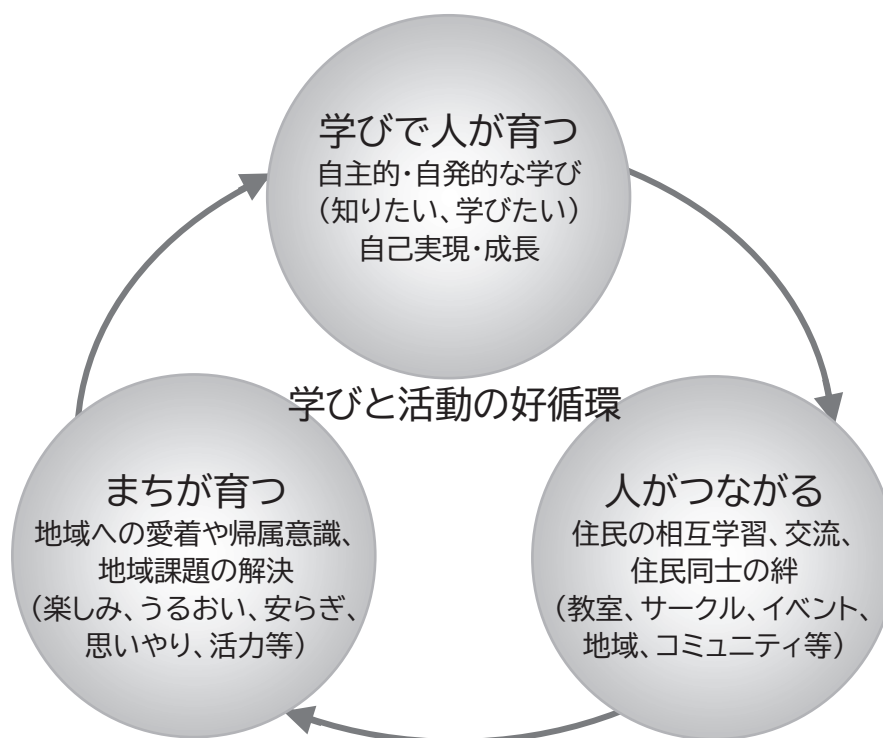 学びで人が育つ
自主的・自発的な学び
（知りたい、学びたい）
自己実現・成長
学びと活動の好循環
まちが育つ
地域への愛着や帰属意識、
地域課題の解決
（楽しみ、うるおい、安らぎ、
思いやり、活力等）
人がつながる
住民の相互学習、交流、
住民同士の絆
（教室、サークル、イベント、
地域、コミュニティ等）